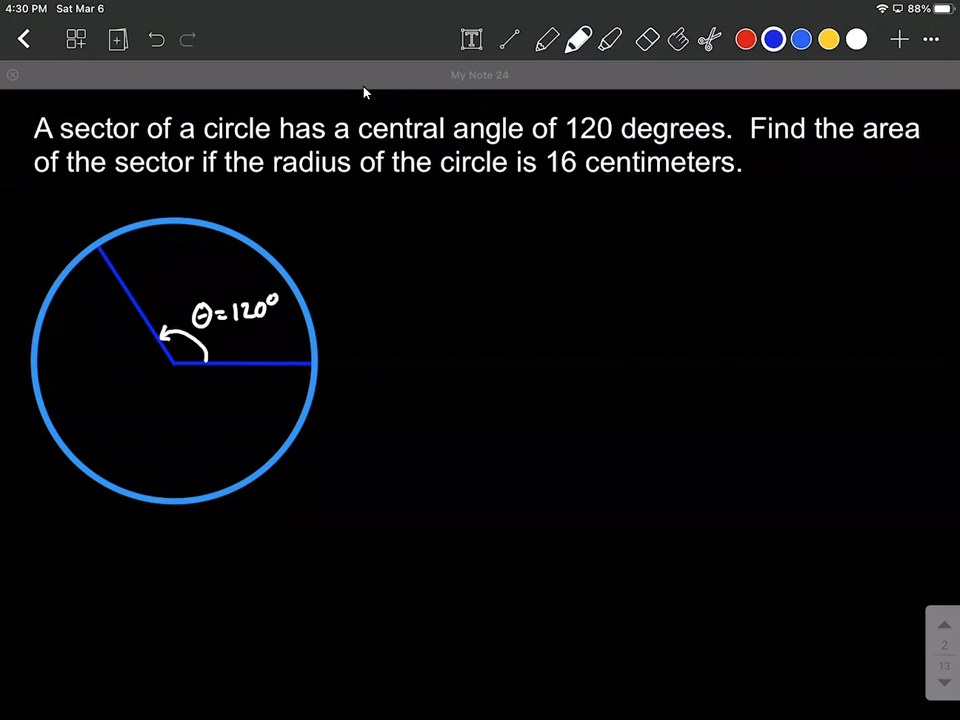 4:30 PM Sat Mar 6
88%
T
My Note 24
A sector of a circle has a central angle of 120 degrees.  Find the area
of the sector if the radius of the circle is 16 centimeters.
θ=120°
2
13